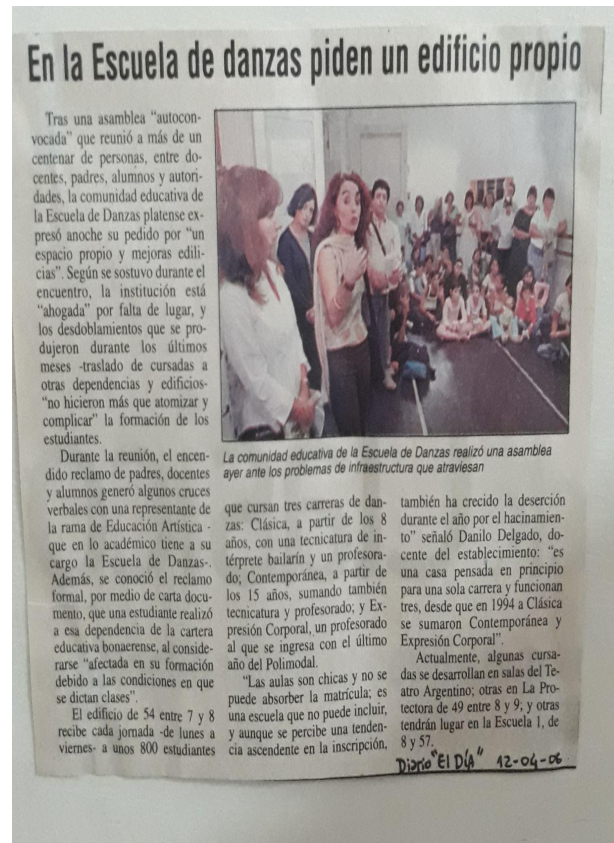 En la Escuela de danzas piden un edificio propio
Tras una asamblea “autocon-
vocada” que reunió a más de un
centenar de personas, entre do-
centes, padres, alumnos y autori-
dades, la comunidad educativa de
la Escuela de Danzas platense ex-
presó anoche su pedido por “un
espacio propio y mejoras edili-
cias”. Según se sostuvo durante el
encuentro, la institución está
“ahogada” por falta de lugar, y
los desdoblamientos que se pro-
dujeron durante los últimos
meses -traslado de cursadas a
otras dependencias y edificios-
“no hicieron más que atomizar y
complicar” la formación de los
estudiantes.
Durante la reunión, el encen-
dido reclamo de padres, docentes
y alumnos generó algunos cruces
verbales con una representante de
la rama de Educación Artística -
que en lo académico tiene a su
cargo la Escuela de Danzas-.
Además, se conoció el reclamo
formal, por medio de carta docu-
mento, que una estudiante realizó
a esa dependencia de la cartera
educativa bonaerense, al conside-
rarse “afectada en su formación
debido a las condiciones en que
se dictan clases”.
El edificio de 54 entre 7 y 8
recibe cada jornada -de lunes a
viernes- a unos 800 estudiantes
La comunidad educativa de la Escuela de Danzas realizó una asamblea
ayer ante los problemas de infraestructura que atraviesan
que cursan tres carreras de dan-
zas: Clásica, a partir de los 8
años, con una tecnicatura de in-
térprete bailarín y un profesora-
do; Contemporánea, a partir de
los 15 años, sumando también
tecnicatura y profesorado; y Ex-
presión Corporal, un profesorado
al que se ingresa con el último
año del Polimodal.
“Las aulas son chicas y no se
puede absorber la matrícula; es
una escuela que no puede incluir,
y aunque se percibe una tenden-
cia ascendente en la inscripción,
también ha crecido la deserción
durante el año por el hacinamien-
to” señaló Danilo Delgado, do-
cente del establecimiento: “es
una casa pensada en principio
para una sola carrera y funcionan
tres, desde que en 1994 a Clásica
se sumaron Contemporánea y
Expresión Corporal”.
Actualmente, algunas cursa-
das se desarrollan en salas del Te-
atro Argentino; otras en La Pro-
tectora de 49 entre 8 y 9; y otras
tendrán lugar en la Escuela 1, de
8 y 57.
Diario "El DÍA" 12-04-06